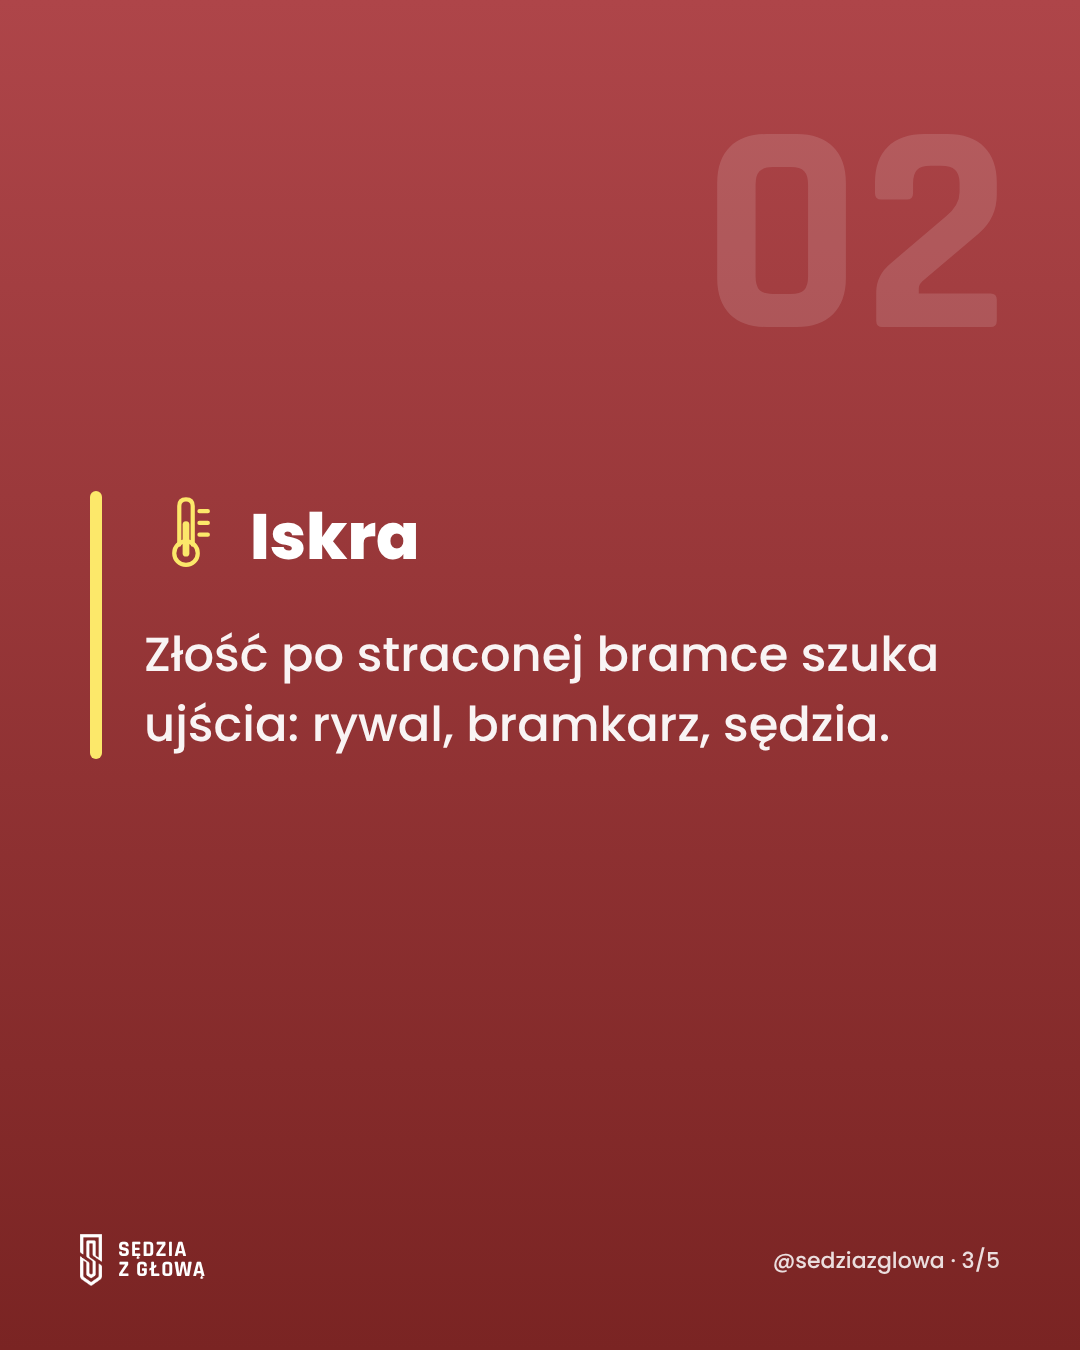 02
Iskra
Złość po straconej bramce szuka
ujścia: rywal, bramkarz, sędzia.
SĘDZIA
Z GŁOWĄ
@sedziazglowa · 3/5